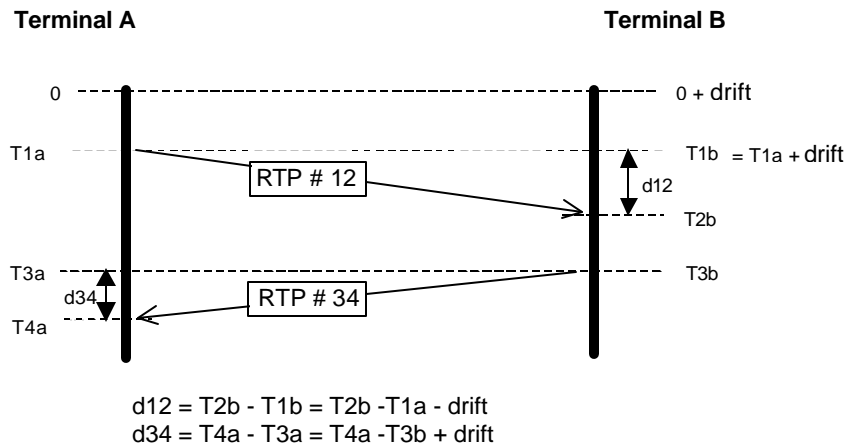 Terminal A
Terminal B
0
0 + drift
T1a
T1b = T1a + drift
RTP # 12
d12
T2b
T3a
T3b
d34
RTP # 34
T4a
d12 = T2b - T1b = T2b -T1a - drift
d34 = T4a - T3a = T4a -T3b + drift